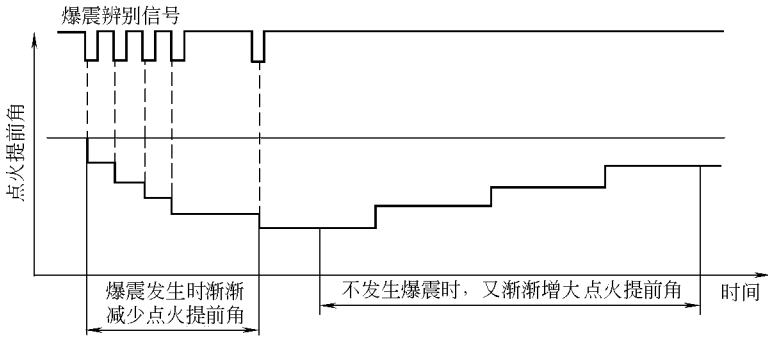 爆震辨别信号
点火提前角
爆震发生时渐渐
减少点火提前角
不发生爆震时，又渐渐增大点火提前角
时间